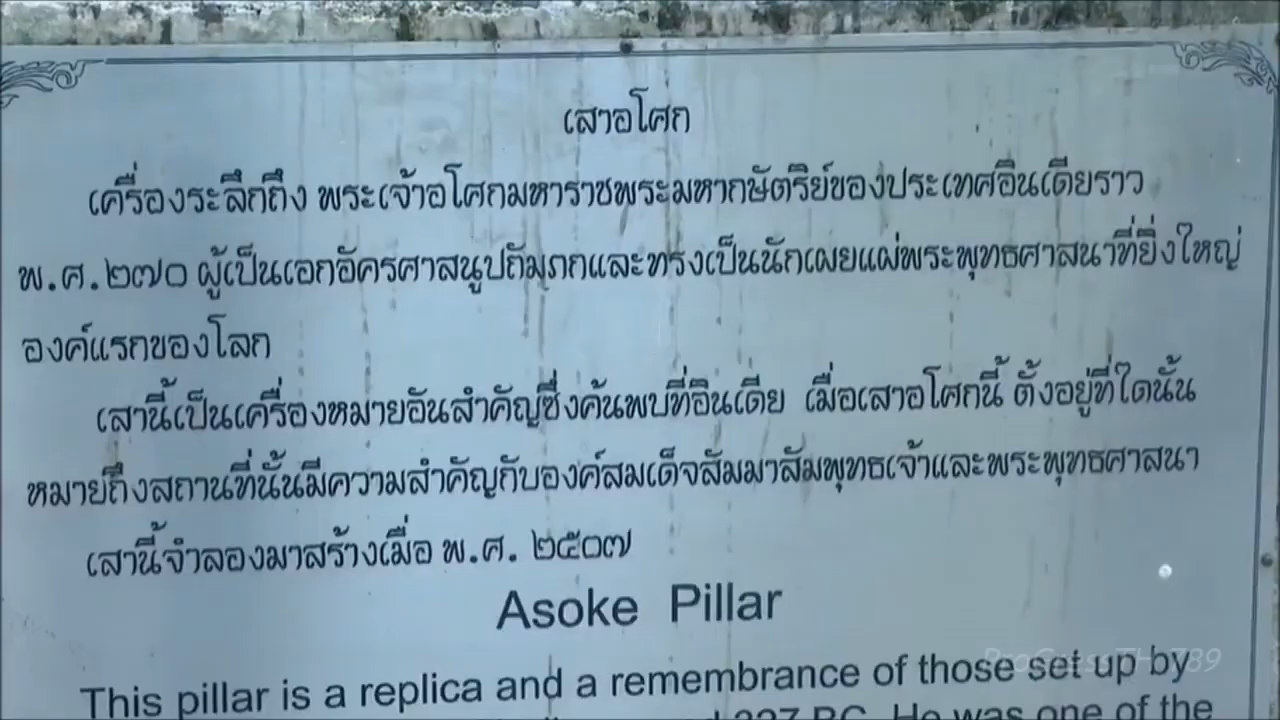 เสาอโศก
เครื่องระลึกถึง พระเจ้าอโศกมหาราชพระมหากษัตริย์ของประเทศอินเดียราว
พ.ศ.๒๗๐ ผู้เป็นเอกอัครศาสนูปถัมภกและทรงเป็นนักเผยแผ่พระพุทธศาสนาที่ยิ่งใหญ่
องค์แรกของโลก
เสานี้เป็นเครื่องหมายอันสำคัญซึ่งค้นพบที่อินเดีย เมื่อเสาอโศกนี้ ตั้งอยู่ที่ใดนั้น
หมายถึงสถานที่นั้นมีความสำคัญกับองค์สมเด็จสัมมาสัมพุทธเจ้าและพระพุทธศาสนา
เสานี้จำลองมาสร้างเมื่อ พ.ศ. ๒๕๐๗
Asoke Pillar
This pillar is a replica and a remembrance of those set up by
BC. He was one of the